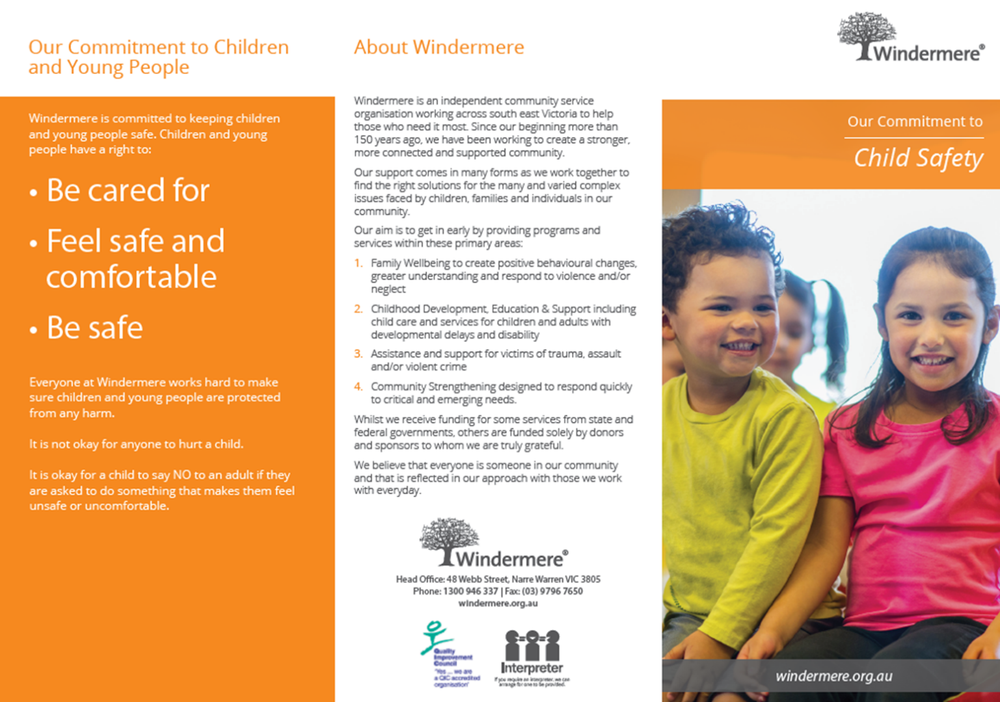 Our Commitment to Children
and Young People
Windermere is committed to keeping children
and young people safe. Children and young
people have a right to:
• Be cared for
• Feel safe and
comfortable
• Be safe
Everyone at Windermere works hard to make
sure children and young people are protected
from any harm.
It is not okay for anyone to hurt a child.
It is okay for a child to say NO to an adult if they
are asked to do something that makes them feel
unsafe or uncomfortable.
About Windermere
Windermere is an independent community service
organisation working across south east Victoria to help
those who need it most. Since our beginning more than
150 years ago, we have been working to create a stronger,
more connected and supported community.
Our support comes in many forms as we work together to
find the right solutions for the many and varied complex
issues faced by children, families and individuals in our
community.
Our aim is to get in early by providing programs and
services within these primary areas:
1. Family Wellbeing to create positive behavioural changes,
greater understanding and respond to violence and/or
neglect
2. Childhood Development, Education & Support including
child care and services for children and adults with
developmental delays and disability
3. Assistance and support for victims of trauma, assault
and/or violent crime
4. Community Strengthening designed to respond quickly
to critical and emerging needs.
Whilst we receive funding for some services from state and
federal governments, others are funded solely by donors
and sponsors to whom we are truly grateful.
We believe that everyone is someone in our community
and that is reflected in our approach with those we work
with everyday.
Windermere®
Head Office: 48 Webb Street, Narre Warren VIC 3805
Phone: 1300 946 337 | Fax: (03) 9796 7650
windermere.org.au
Quality
Improvement
Council
"Yes ... we are
a QIC accredited
organisation"
Interpreter
If you require an interpreter, we can
arrange for one to be provided.
Windermere®
Our Commitment to
Child Safety
windermere.org.au